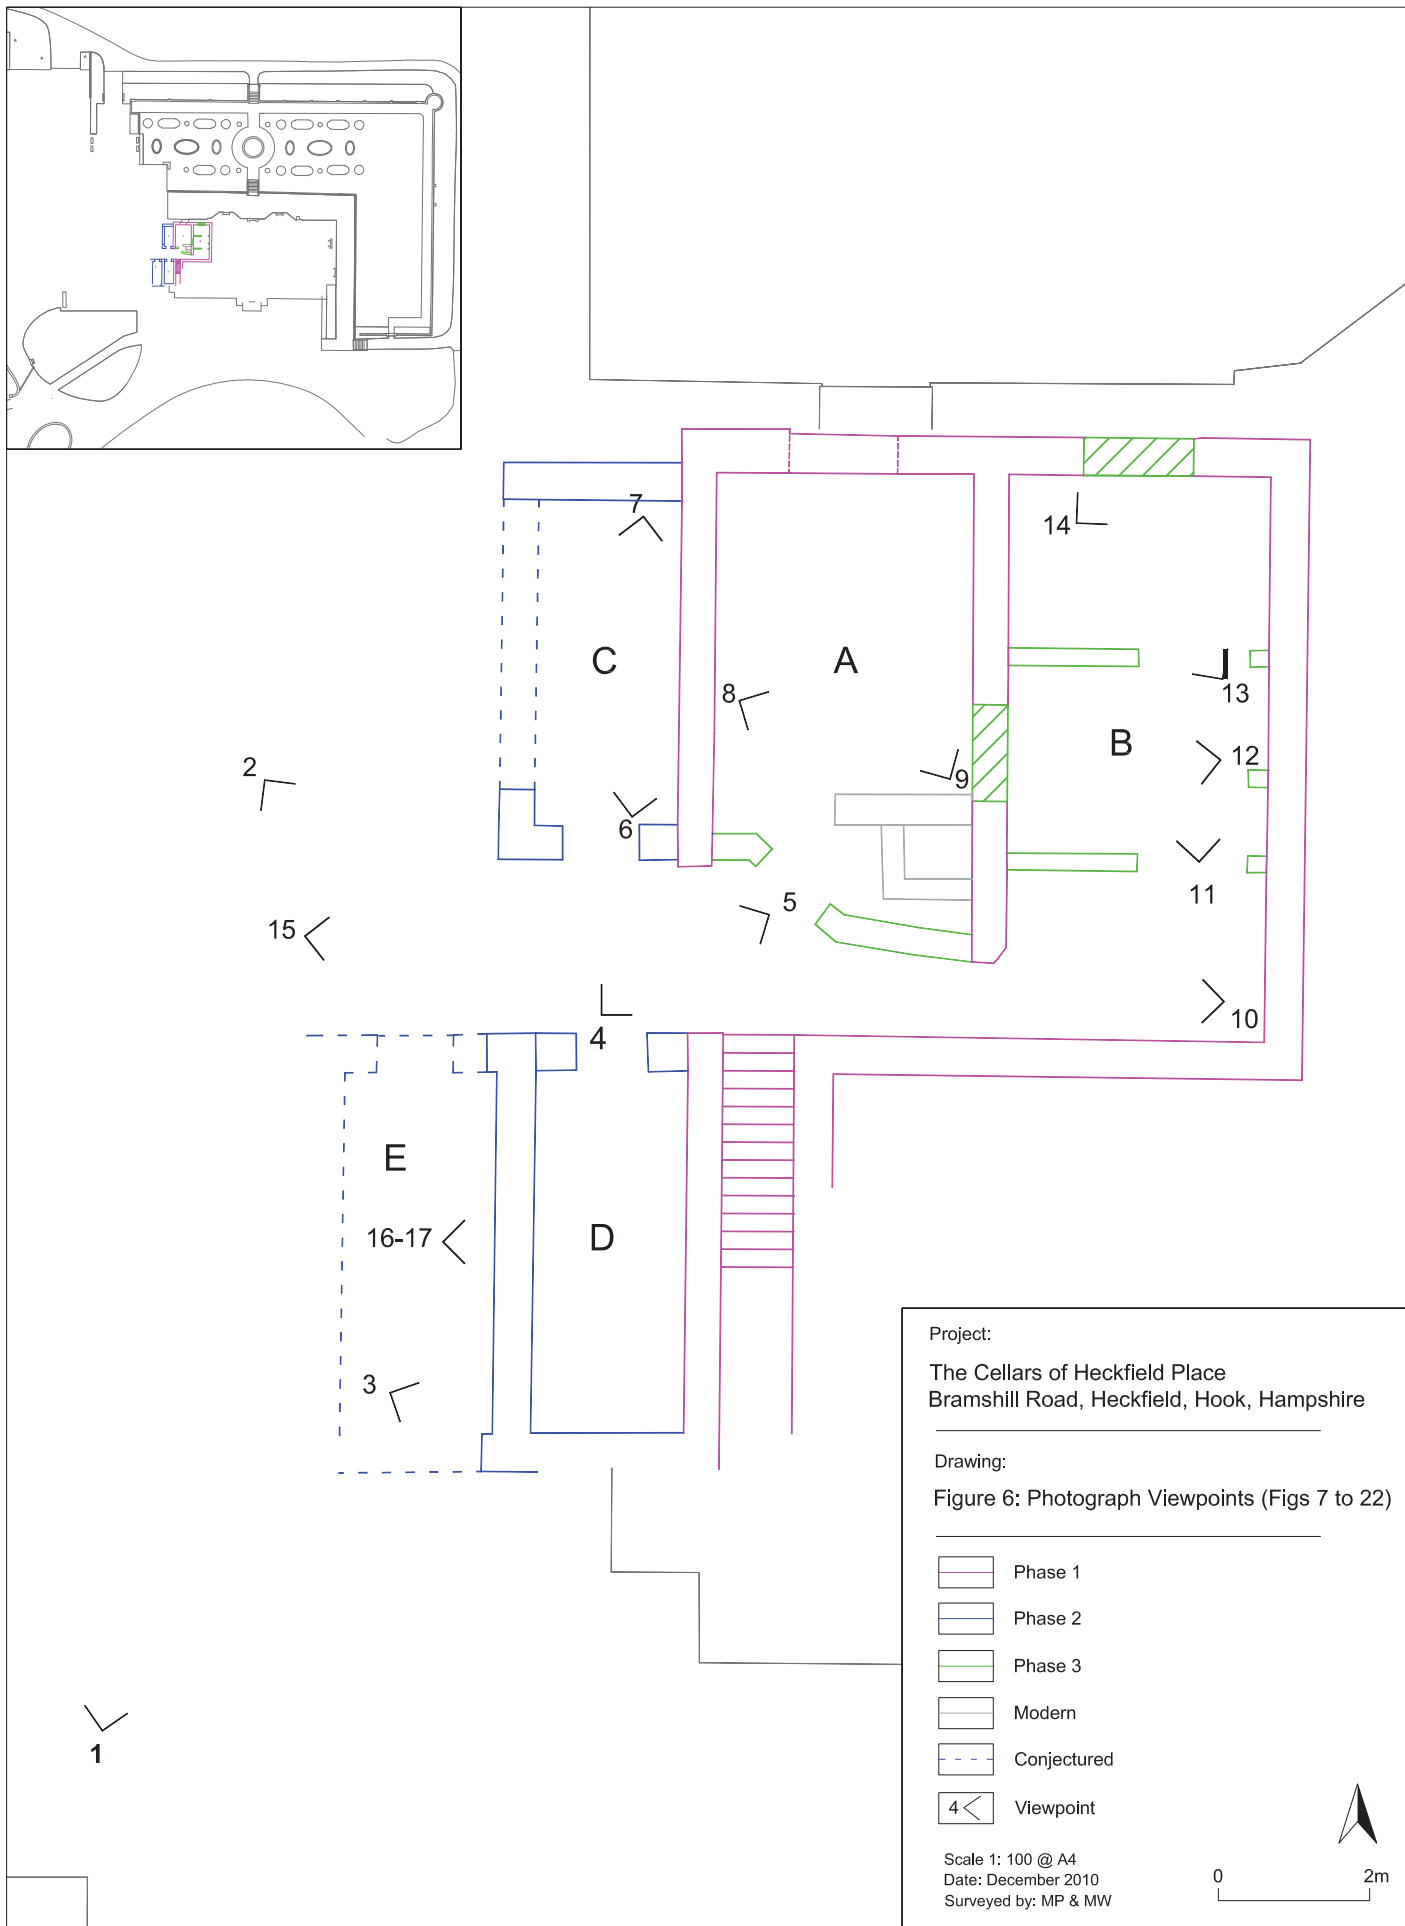 7
14
C
A
8
13
2
B
12
9
6
11
5
15
10
4
E
16-17
D
3
1
Project:
The Cellars of Heckfield Place
Bramshill Road, Heckfield, Hook, Hampshire
Drawing:
Figure 6: Photograph Viewpoints (Figs 7 to 22)
Phase 1
Phase 2
Phase 3
Modern
Conjectured
4 Viewpoint
Scale 1: 100 @ A4
Date: December 2010
Surveyed by: MP & MW
0 2m